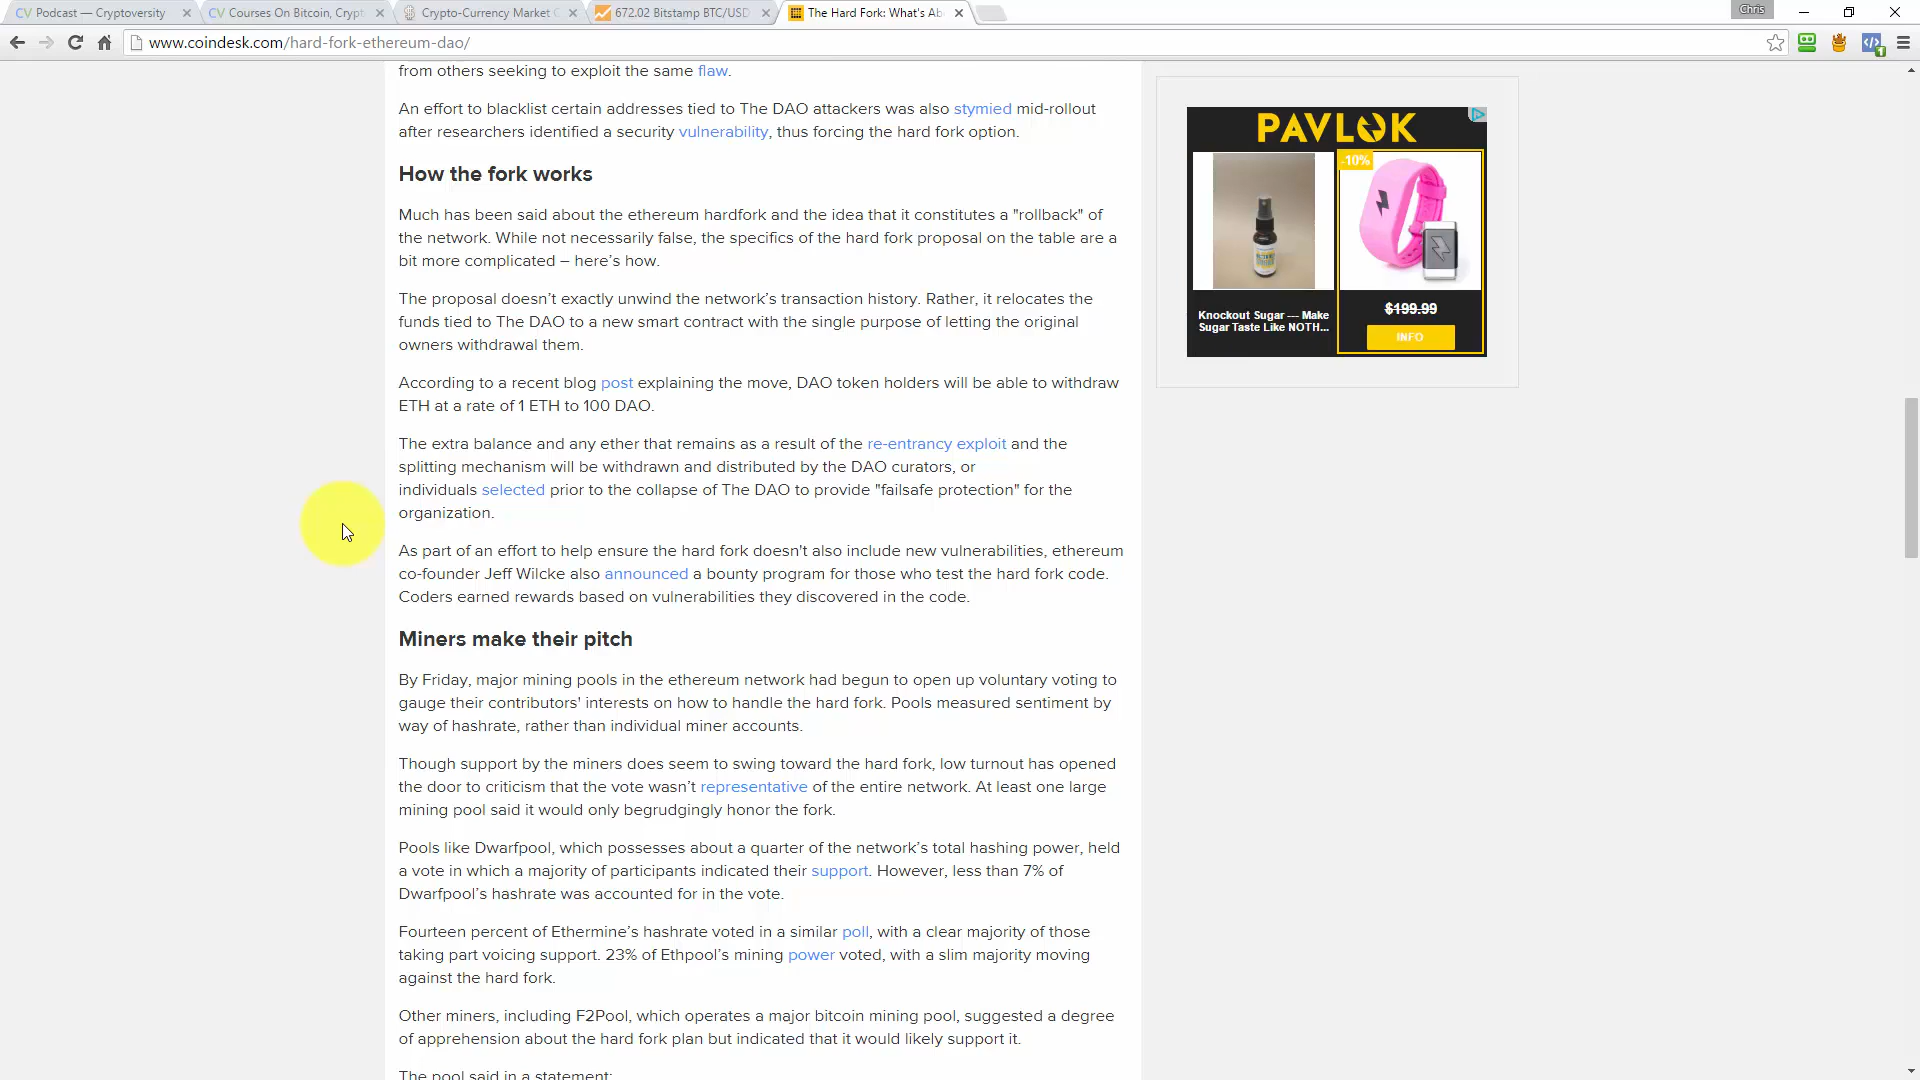 CV Podcast — Cryptoversity
CV Courses On Bitcoin, Crypt
Crypto-Currency Market C
672.02 Bitstamp BTC/USD
The Hard Fork: What's Ab
Chris
www.coindesk.com/hard-fork-ethereum-dao/
from others seeking to exploit the same flaw.
An effort to blacklist certain addresses tied to The DAO attackers was also stymied mid-rollout
after researchers identified a security vulnerability, thus forcing the hard fork option.
How the fork works
Much has been said about the ethereum hardfork and the idea that it constitutes a "rollback" of
the network. While not necessarily false, the specifics of the hard fork proposal on the table are a
bit more complicated – here’s how.
The proposal doesn’t exactly unwind the network’s transaction history. Rather, it relocates the
funds tied to The DAO to a new smart contract with the single purpose of letting the original
owners withdrawal them.
According to a recent blog post explaining the move, DAO token holders will be able to withdraw
ETH at a rate of 1 ETH to 100 DAO.
The extra balance and any ether that remains as a result of the re-entrancy exploit and the
splitting mechanism will be withdrawn and distributed by the DAO curators, or
individuals selected prior to the collapse of The DAO to provide "failsafe protection" for the
organization.
As part of an effort to help ensure the hard fork doesn't also include new vulnerabilities, ethereum
co-founder Jeff Wilcke also announced a bounty program for those who test the hard fork code.
Coders earned rewards based on vulnerabilities they discovered in the code.
Miners make their pitch
By Friday, major mining pools in the ethereum network had begun to open up voluntary voting to
gauge their contributors' interests on how to handle the hard fork. Pools measured sentiment by
way of hashrate, rather than individual miner accounts.
Though support by the miners does seem to swing toward the hard fork, low turnout has opened
the door to criticism that the vote wasn’t representative of the entire network. At least one large
mining pool said it would only begrudgingly honor the fork.
Pools like Dwarfpool, which possesses about a quarter of the network’s total hashing power, held
a vote in which a majority of participants indicated their support. However, less than 7% of
Dwarfpool’s hashrate was accounted for in the vote.
Fourteen percent of Ethermine’s hashrate voted in a similar poll, with a clear majority of those
taking part voicing support. 23% of Ethpool’s mining power voted, with a slim majority moving
against the hard fork.
Other miners, including F2Pool, which operates a major bitcoin mining pool, suggested a degree
of apprehension about the hard fork plan but indicated that it would likely support it.
The pool said in a statement:
PAVLOK
-10%
Knockout Sugar --- Make
Sugar Taste Like NOTH...
$199.99
INFO